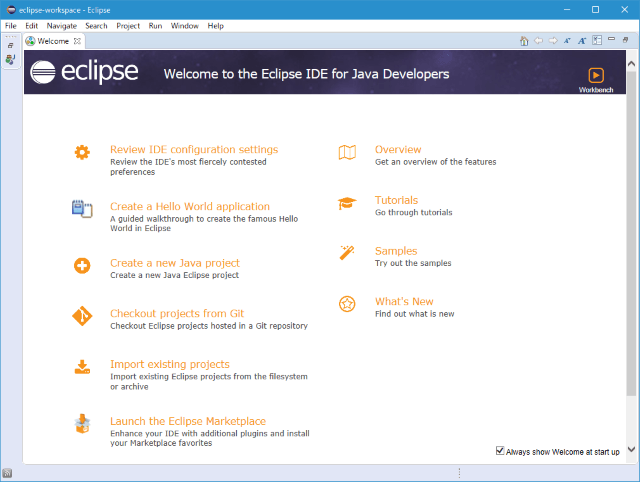 eclipse-workspace - Eclipse
File Edit Navigate Search Project Run Window Help
Welcome
eclipse
Welcome to the Eclipse IDE for Java Developers
Workbench
Review IDE configuration settings
Review the IDE's most fiercely contested
preferences
Create a Hello World application
A guided walkthrough to create the famous Hello
World in Eclipse
Create a new Java project
Create a new Java Eclipse project
Checkout projects from Git
Checkout Eclipse projects hosted in a Git repository
Import existing projects
Import existing Eclipse projects from the filesystem
or archive
Launch the Eclipse Marketplace
Enhance your IDE with additional plugins and install
your Marketplace favorites
Overview
Get an overview of the features
Tutorials
Go through tutorials
Samples
Try out the samples
What's New
Find out what is new
Always show Welcome at start up